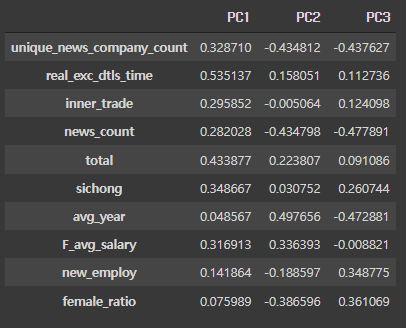 PC1 PC2 PC3
unique_news_company_count 0.328710 -0.434812 -0.437627
real_exc_dtls_time 0.535137 0.158051 0.112736
inner_trade 0.295852 -0.005064 0.124098
news_count 0.282028 -0.434798 -0.477891
total 0.433877 0.223807 0.091086
sichong 0.348667 0.030752 0.260744
avg_year 0.048567 0.497656 -0.472881
F_avg_salary 0.316913 0.336393 -0.008821
new_employ 0.141864 -0.188597 0.348775
female_ratio 0.075989 -0.386596 0.361069